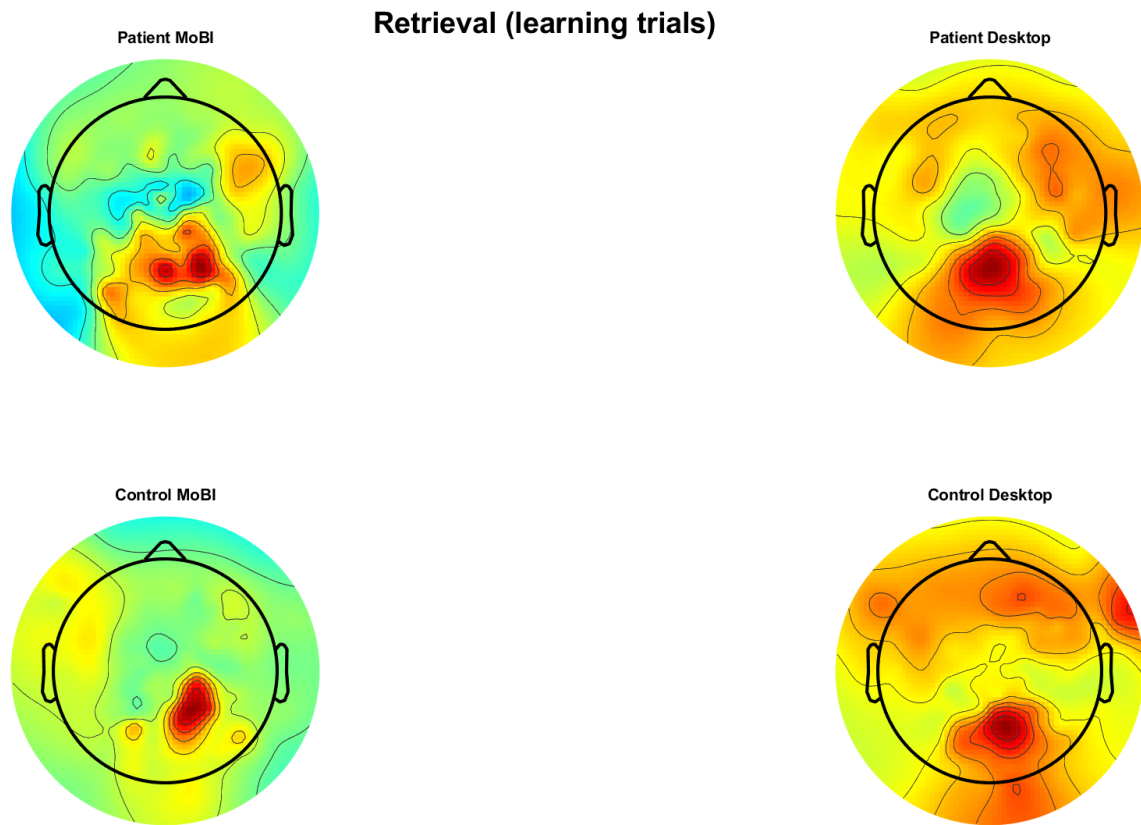 Retrieval (learning trials)
Patient MoBI
Patient Desktop
Control MoBI
Control Desktop